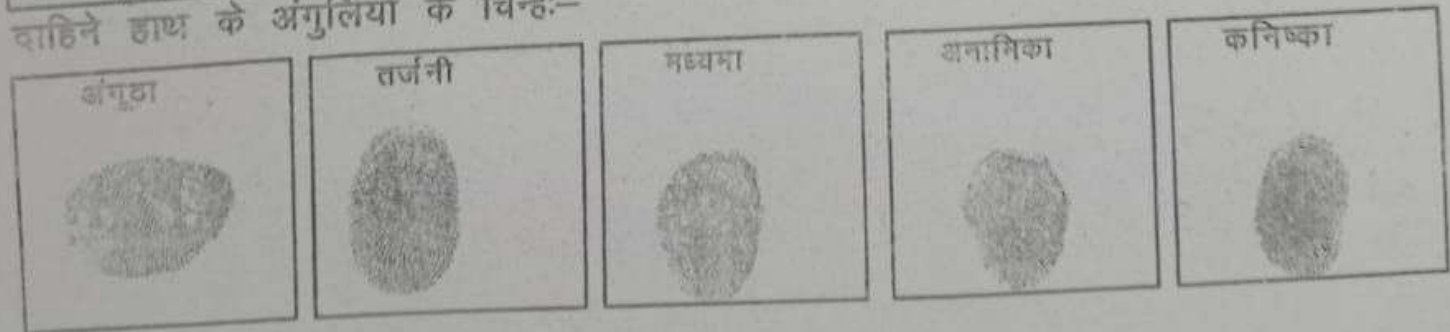 दाहिने हाथ के अंगुलियों के चिन्हः–
अंगूठा तर्जनी मध्यमा अनामिका कनिष्का